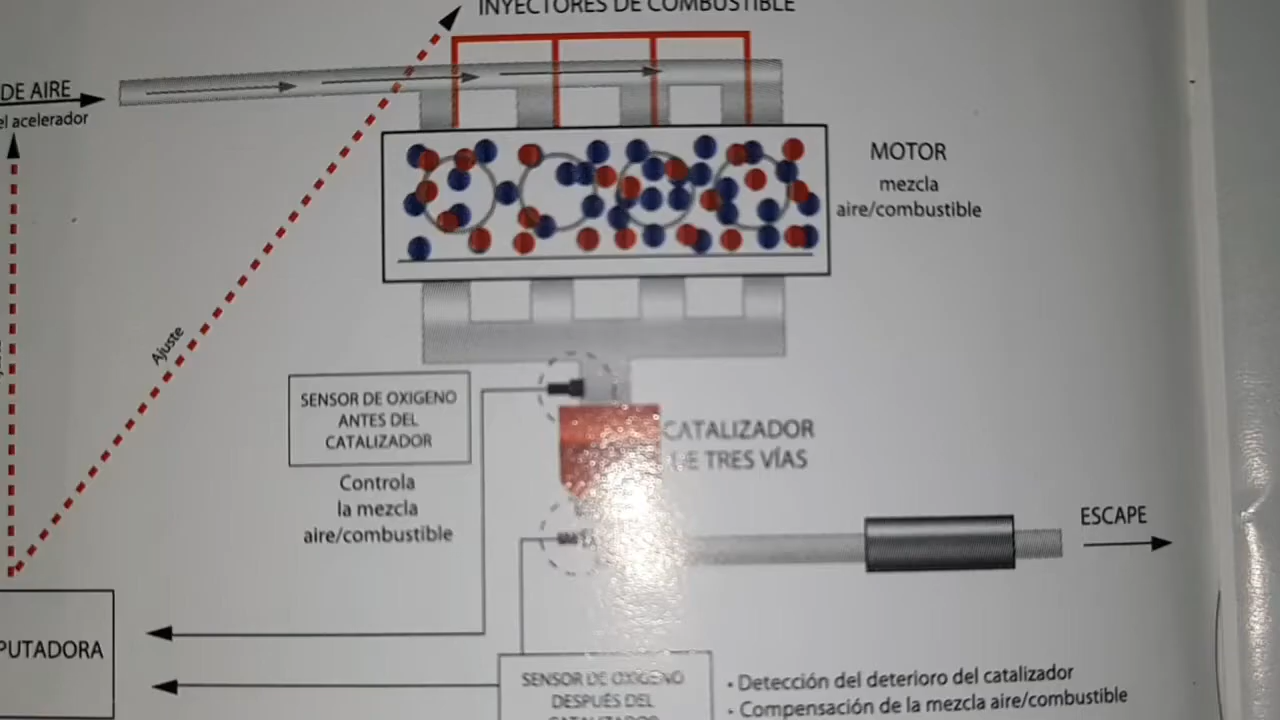 INYECTORES DE COMBUSTIBLE
DE AIRE
el acelerador
MOTOR
mezcla
aire/combustible
Ajuste
SENSOR DE OXIGENO
ANTES DEL
CATALIZADOR
Controla
la mezcla
aire/combustible
CATALIZADOR
DE TRES VÍAS
ESCAPE
PUTADORA
SENSOR DE OXIGENO
DESPUÉS DEL
CATALIZADOR
• Detección del deterioro del catalizador
• Compensación de la mezcla aire/combustible